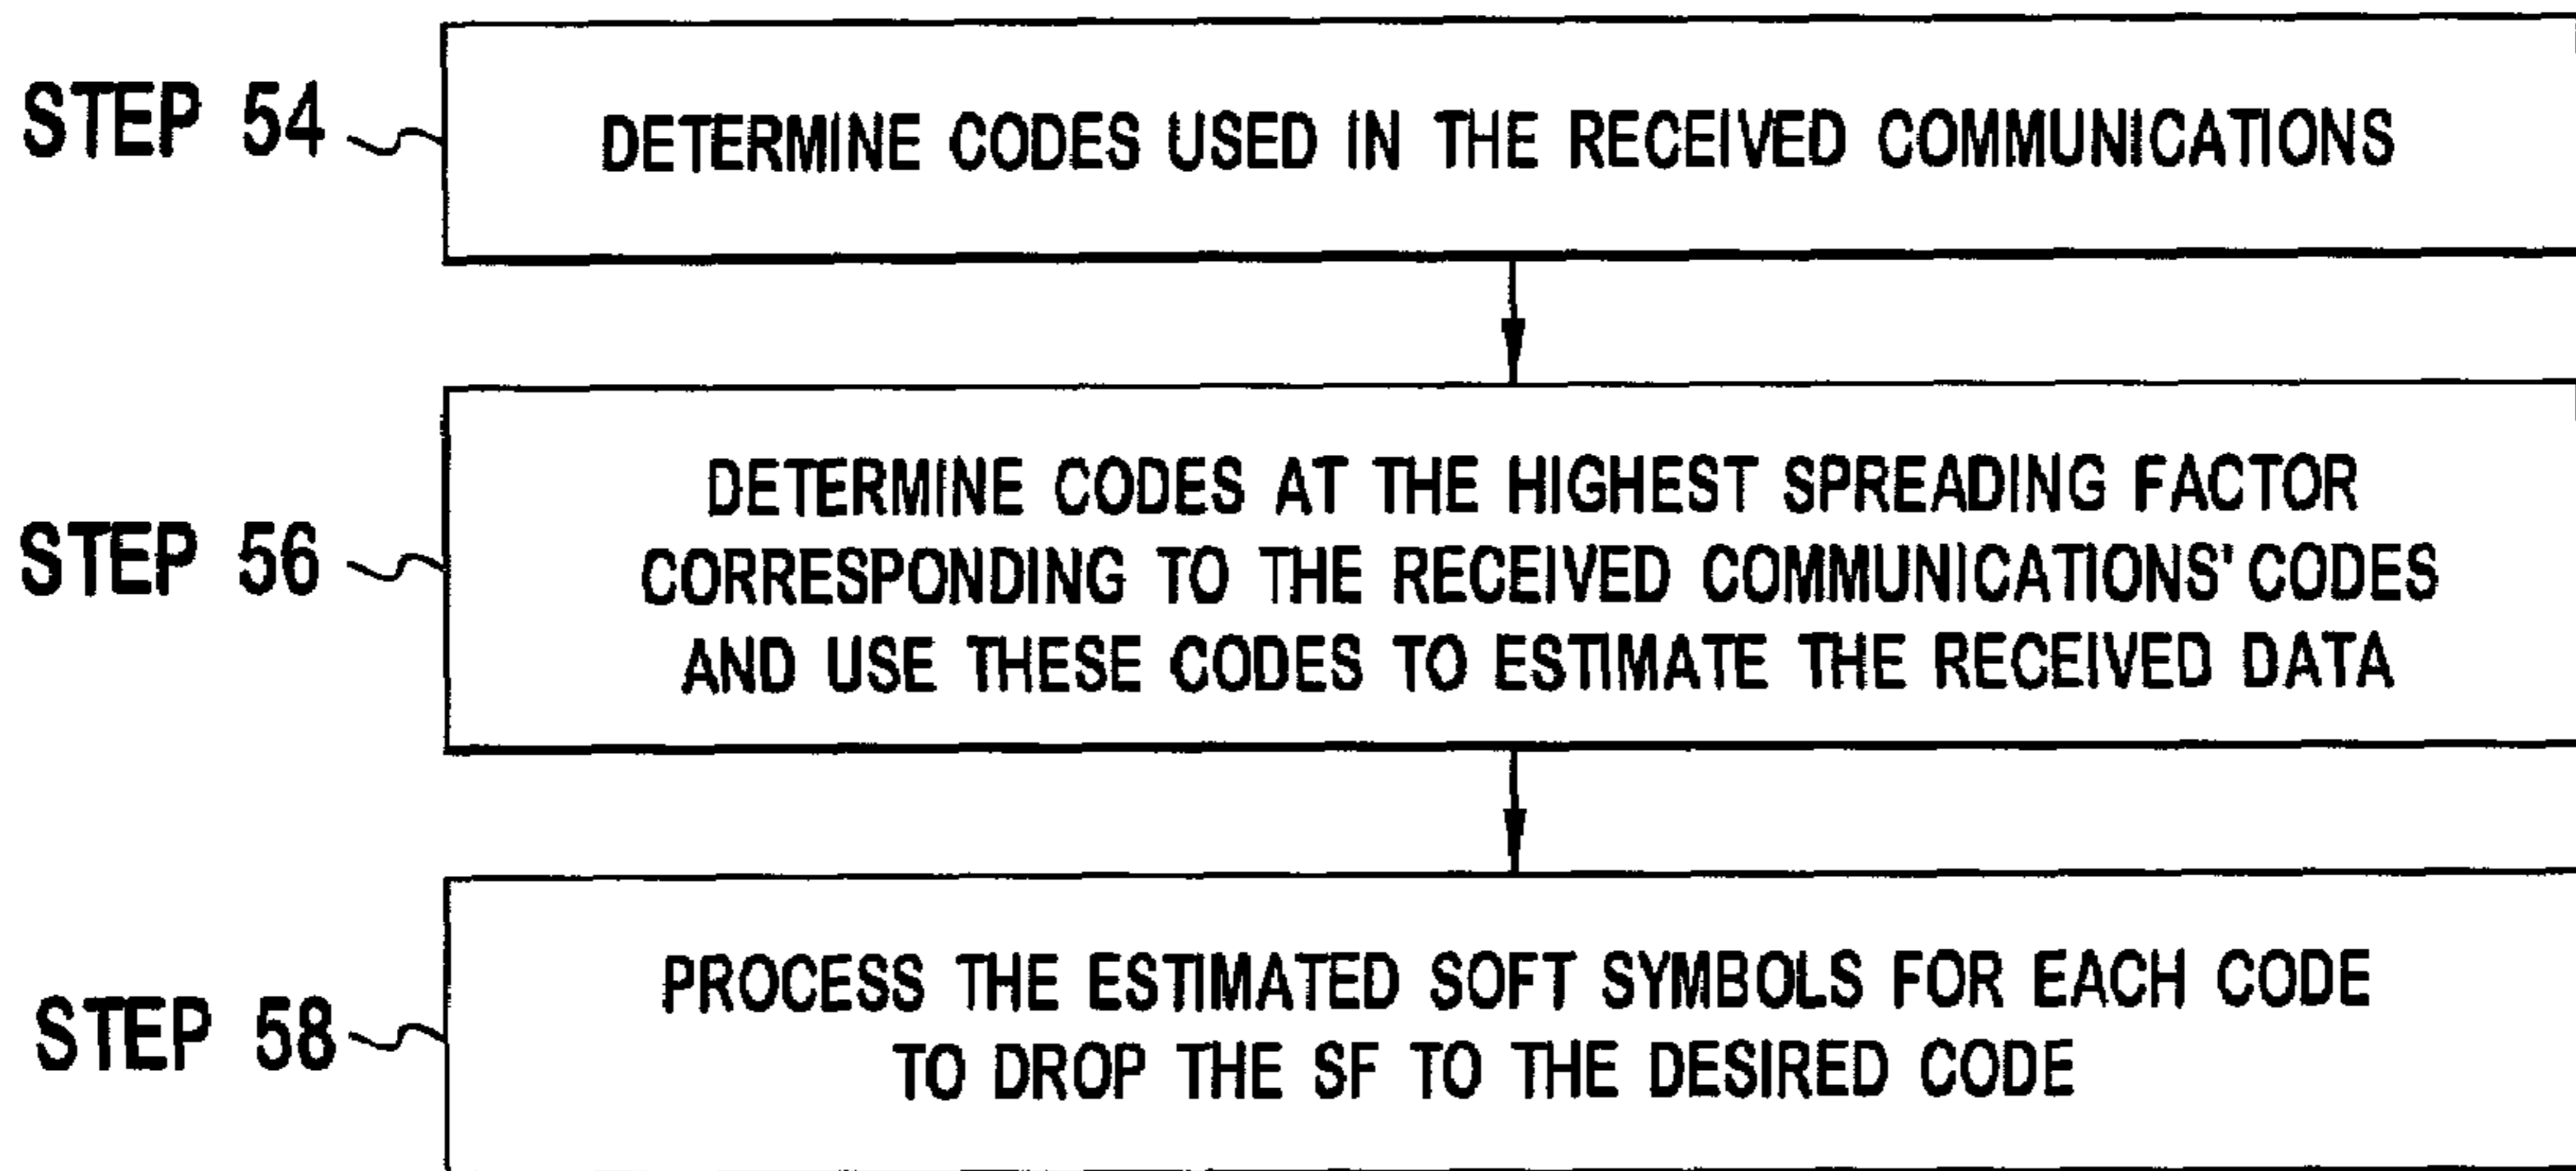 STEP 54
DETERMINE CODES USED IN THE RECEIVED COMMUNICATIONS
STEP 56
DETERMINE CODES AT THE HIGHEST SPREADING FACTOR
CORRESPONDING TO THE RECEIVED COMMUNICATIONS' CODES
AND USE THESE CODES TO ESTIMATE THE RECEIVED DATA
STEP 58
PROCESS THE ESTIMATED SOFT SYMBOLS FOR EACH CODE
TO DROP THE SF TO THE DESIRED CODE